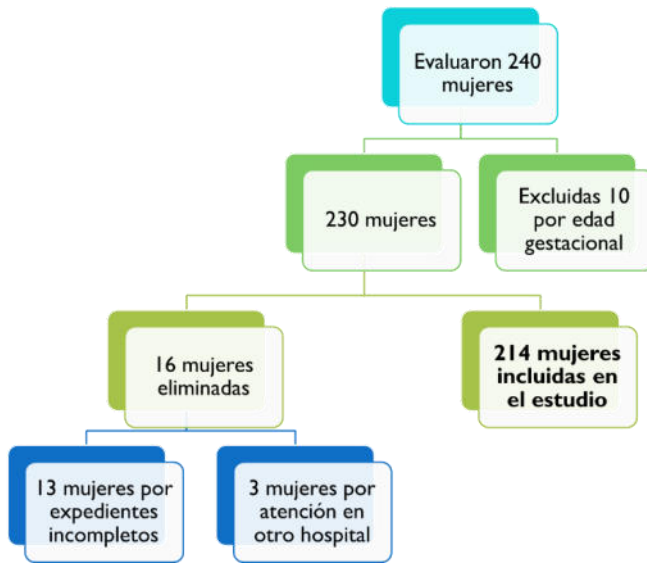 Evaluaron 240
mujeres
230 mujeres
Excluidas 10
por edad
gestacional
16 mujeres
eliminadas
214 mujeres
incluidas en
el estudio
13 mujeres por
expedientes
incompletos
3 mujeres por
atención en
otro hospital